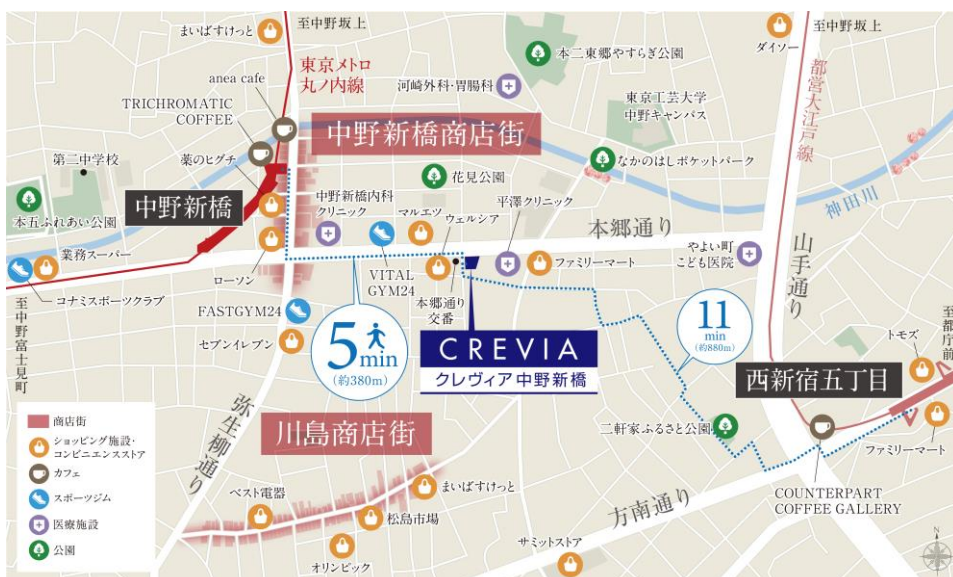 まいばすけっと
至中野坂上
至中野坂上
ダイソー
東京メトロ
丸ノ内線
anea cafe
TRICHROMATIC
COFFEE
河崎外科・胃腸科
本二東郷やすらぎ公園
東京工芸大学
中野キャンパス
都営大江戸線
中野新橋商店街
薬のヒグチ
第二中学校
花見公園
なかのはしポケットパーク
神田川
中野新橋
本五ふれあい公園
中野新橋内科
クリニック
マルエツ
ウェルシア
平澤クリニック
本郷通り
やよい町
こども医院
山手通り
業務スーパー
コナミスポーツクラブ
ローソン
VITAL
GYM24
本郷通り
交番
ファミリーマート
至中野富士見町
FASTGYM24
セブンイレブン
5
min
(約380m)
CREVIA
クレヴィア中野新橋
11
min
(約880m)
至都庁前
トモズ
西新宿五丁目
ファミリーマート
弥生柳通り
川島商店街
二軒家ふるさと公園
COUNTERPART
COFFEE GALLERY
方南通り
まいばすけっと
ベスト電器
松島市場
オリンピック
サミットストア
商店街
ショッピング施設・
コンビニエンスストア
カフェ
スポーツジム
医療施設
公園
N